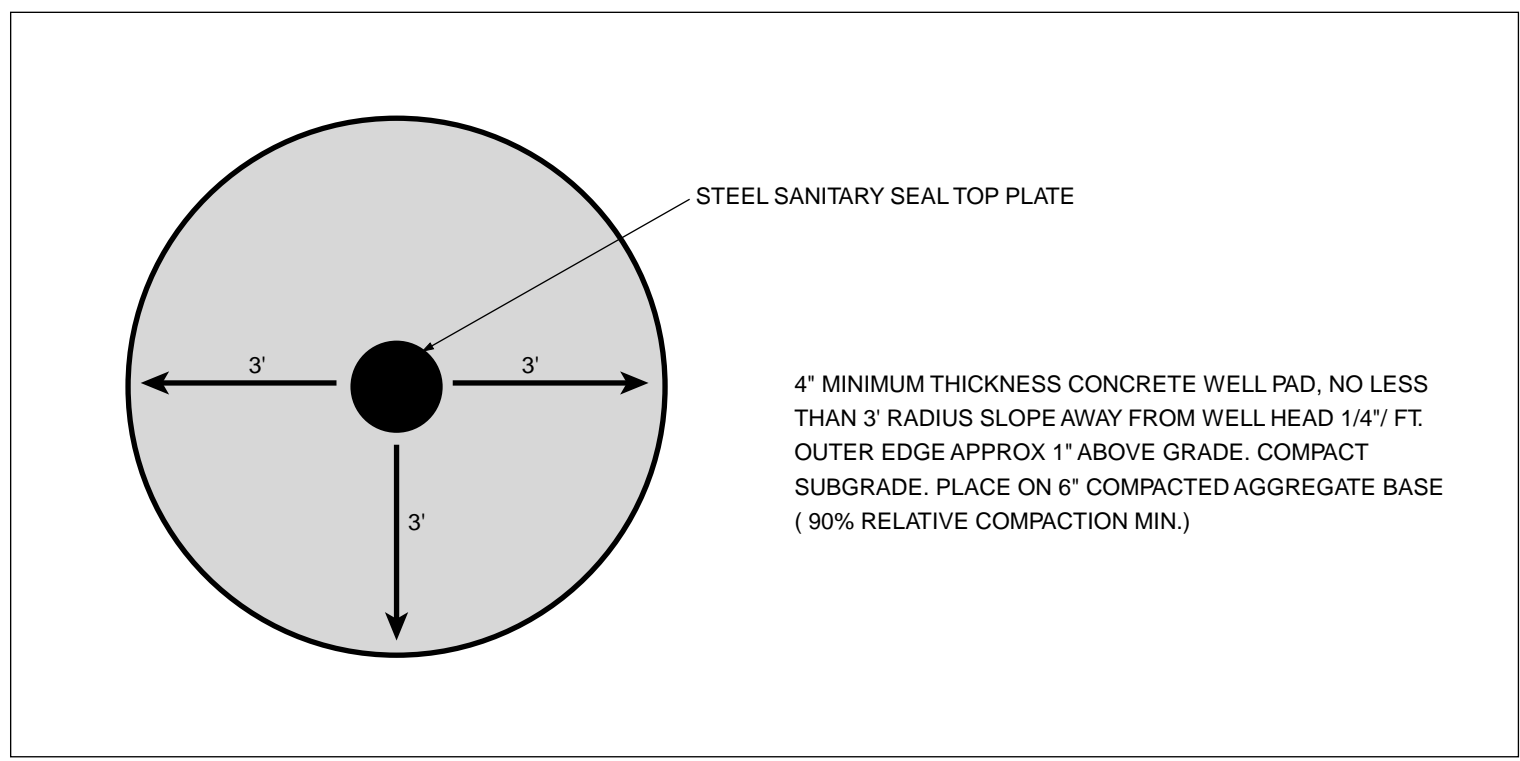 STEEL SANITARY SEAL TOP PLATE
3'
3'
4" MINIMUM THICKNESS CONCRETE WELL PAD, NO LESS
THAN 3' RADIUS SLOPE AWAY FROM WELL HEAD 1/4"/ FT.
OUTER EDGE APPROX 1" ABOVE GRADE. COMPACT
SUBGRADE. PLACE ON 6" COMPACTED AGGREGATE BASE
( 90% RELATIVE COMPACTION MIN.)
3'